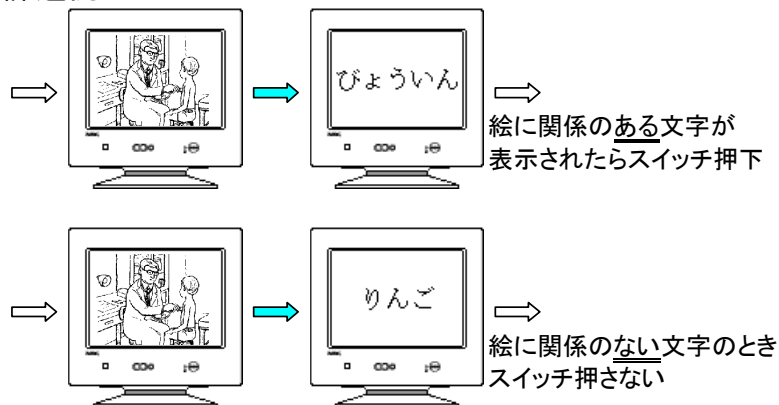 びょういん
絵に関係のある文字が
表示されたらスイッチ押下
りんご
絵に関係のない文字のとき
スイッチ押さない